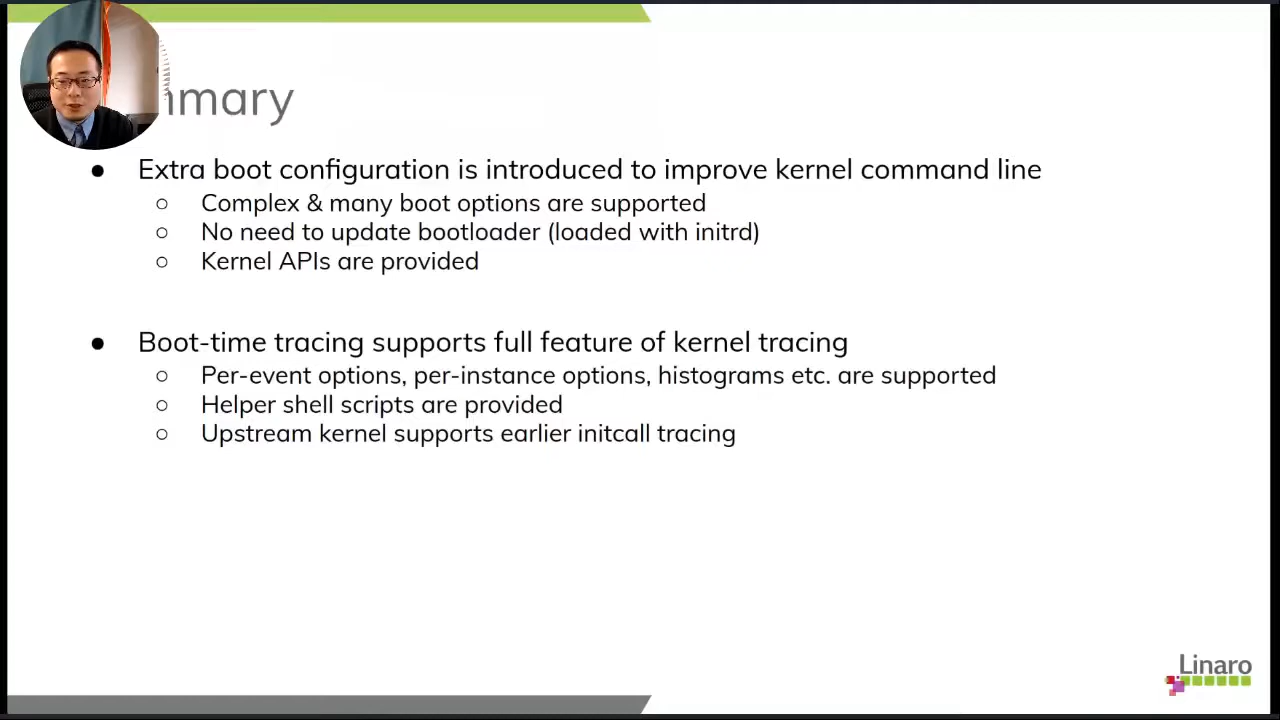 mmary
● Extra boot configuration is introduced to improve kernel command line
○ Complex & many boot options are supported
○ No need to update bootloader (loaded with initrd)
○ Kernel APIs are provided
● Boot-time tracing supports full feature of kernel tracing
○ Per-event options, per-instance options, histograms etc. are supported
○ Helper shell scripts are provided
○ Upstream kernel supports earlier initcall tracing
Linaro